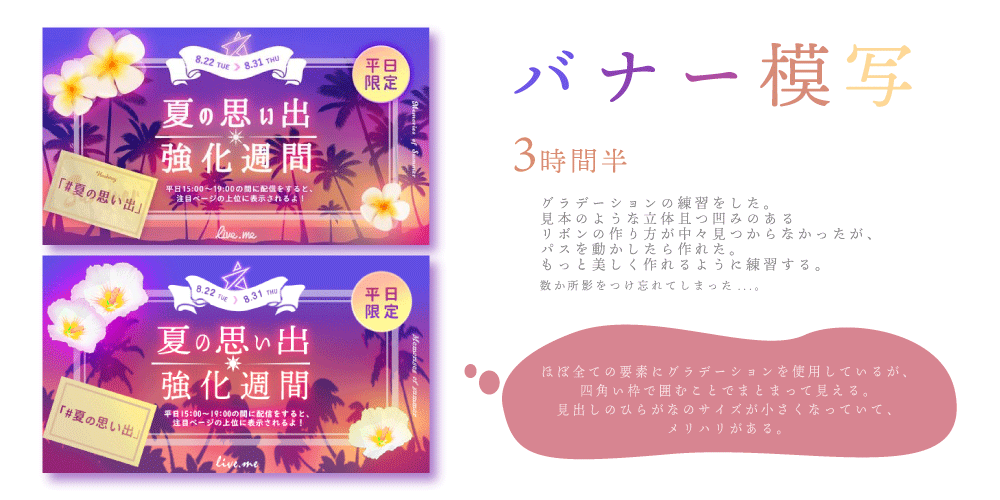 8.22 TUE > 8.31 THU
平日
限定
夏の思い出
強化週間
平日15:00〜19:00の間に配信をすると、
注目ページの上位に表示されるよ！
Memories of Summer
Hashtag
「#夏の思い出」
live.me
8.22 TUE > 8.31 THU
平日
限定
夏の思い出
強化週間
平日15:00〜19:00の間に配信をすると、
注目ページの上位に表示されるよ！
Memories of summer
「#夏の思い出」
live.me
バナー模写
3時間半
グラデーションの練習をした。
見本のような立体且つ凹みのある
リボンの作り方が中々見つからなかったが、
パスを動かしたら作れた。
もっと美しく作れるように練習する。
数か所影をつけ忘れてしまった ...。
ほぼ全ての要素にグラデーションを使用しているが、
四角い枠で囲むことでまとまって見える。
見出しのひらがなのサイズが小さくなっていて、
メリハリがある。